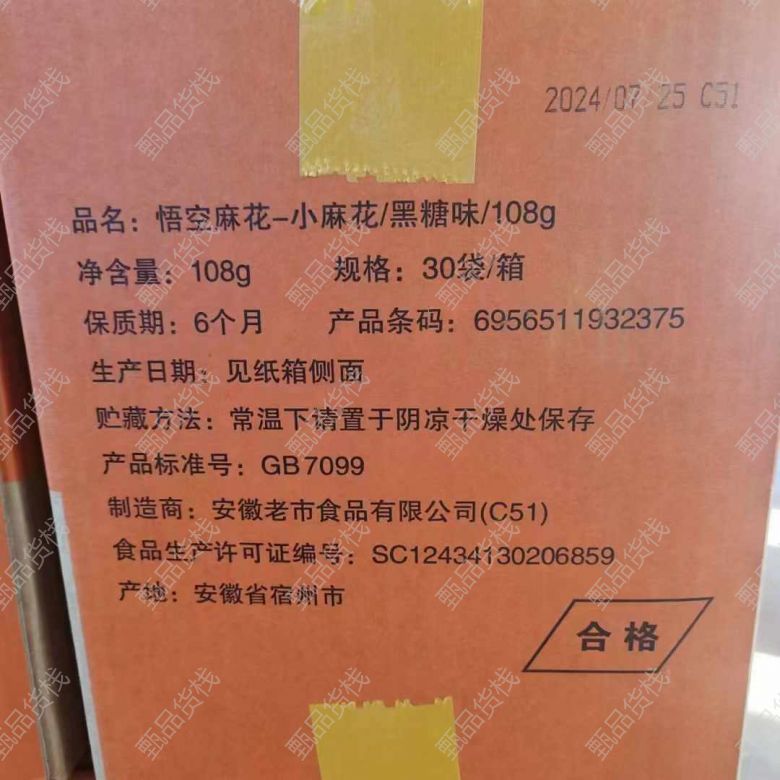 2024/07 25 C51
品名：悟空麻花-小麻花/黑糖味/108g
净含量：108g 规格：30袋/箱
保质期：6个月 产品条码：6956511932375
生产日期：见纸箱侧面
贮藏方法：常温下请置于阴凉干燥处保存
产品标准号：GB7099
制造商：安徽老市食品有限公司(C51)
食品生产许可证编号：SC12434130206859
产地：安徽省宿州市
合格
甄品货栈